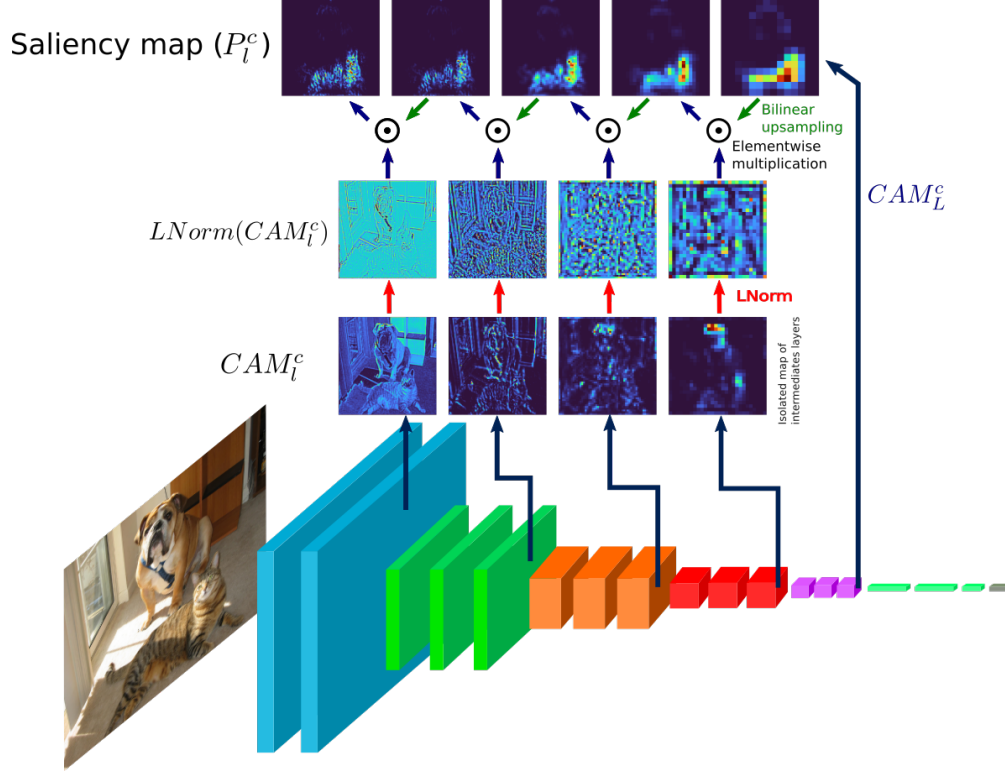 Saliency map (P_l^c)
Bilinear
upsampling
Elementwise
multiplication
CAM_L^c
LNorm(CAM_l^c)
LNorm
CAM_l^c
Isolated map of
intermediates layers